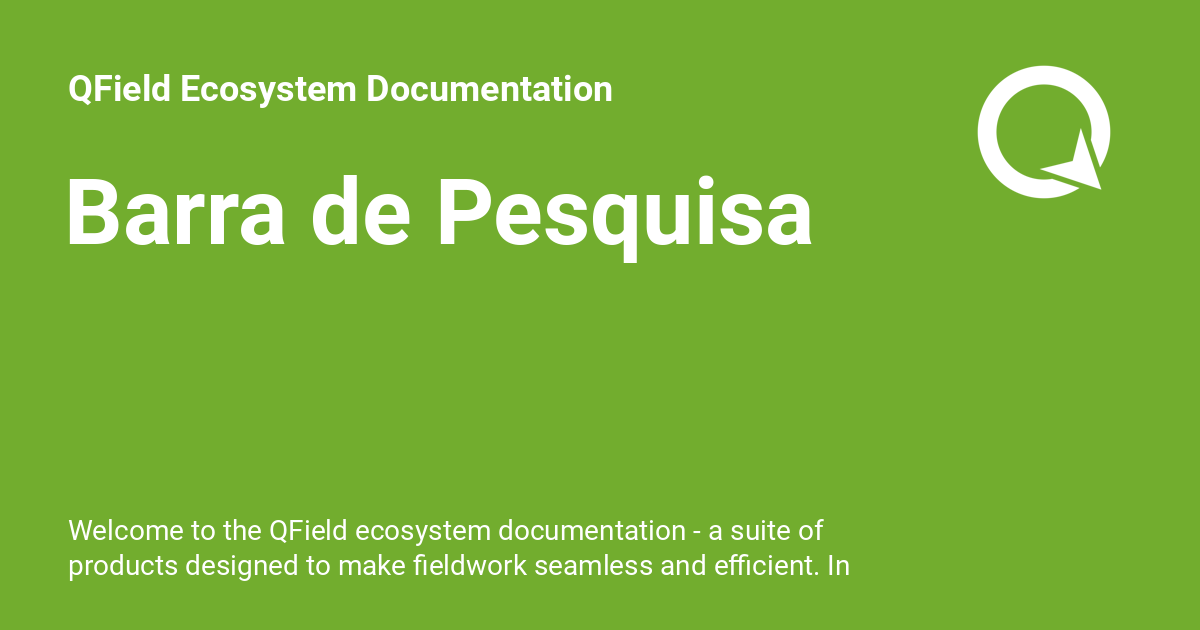 QField Ecosystem Documentation
Barra de Pesquisa
Welcome to the QField ecosystem documentation - a suite of
products designed to make fieldwork seamless and efficient. In